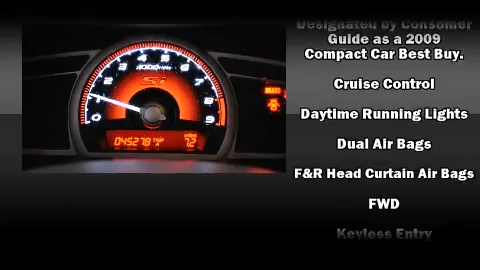 Designated by Consumer
Guide as a 2009
Compact Car Best Buy.
Cruise Control
Daytime Running Lights
Dual Air Bags
F&R Head Curtain Air Bags
FWD
Keyless Entry
Si
0 1 2 3 4 5 6 7 8 9
BRAKE
045278
72